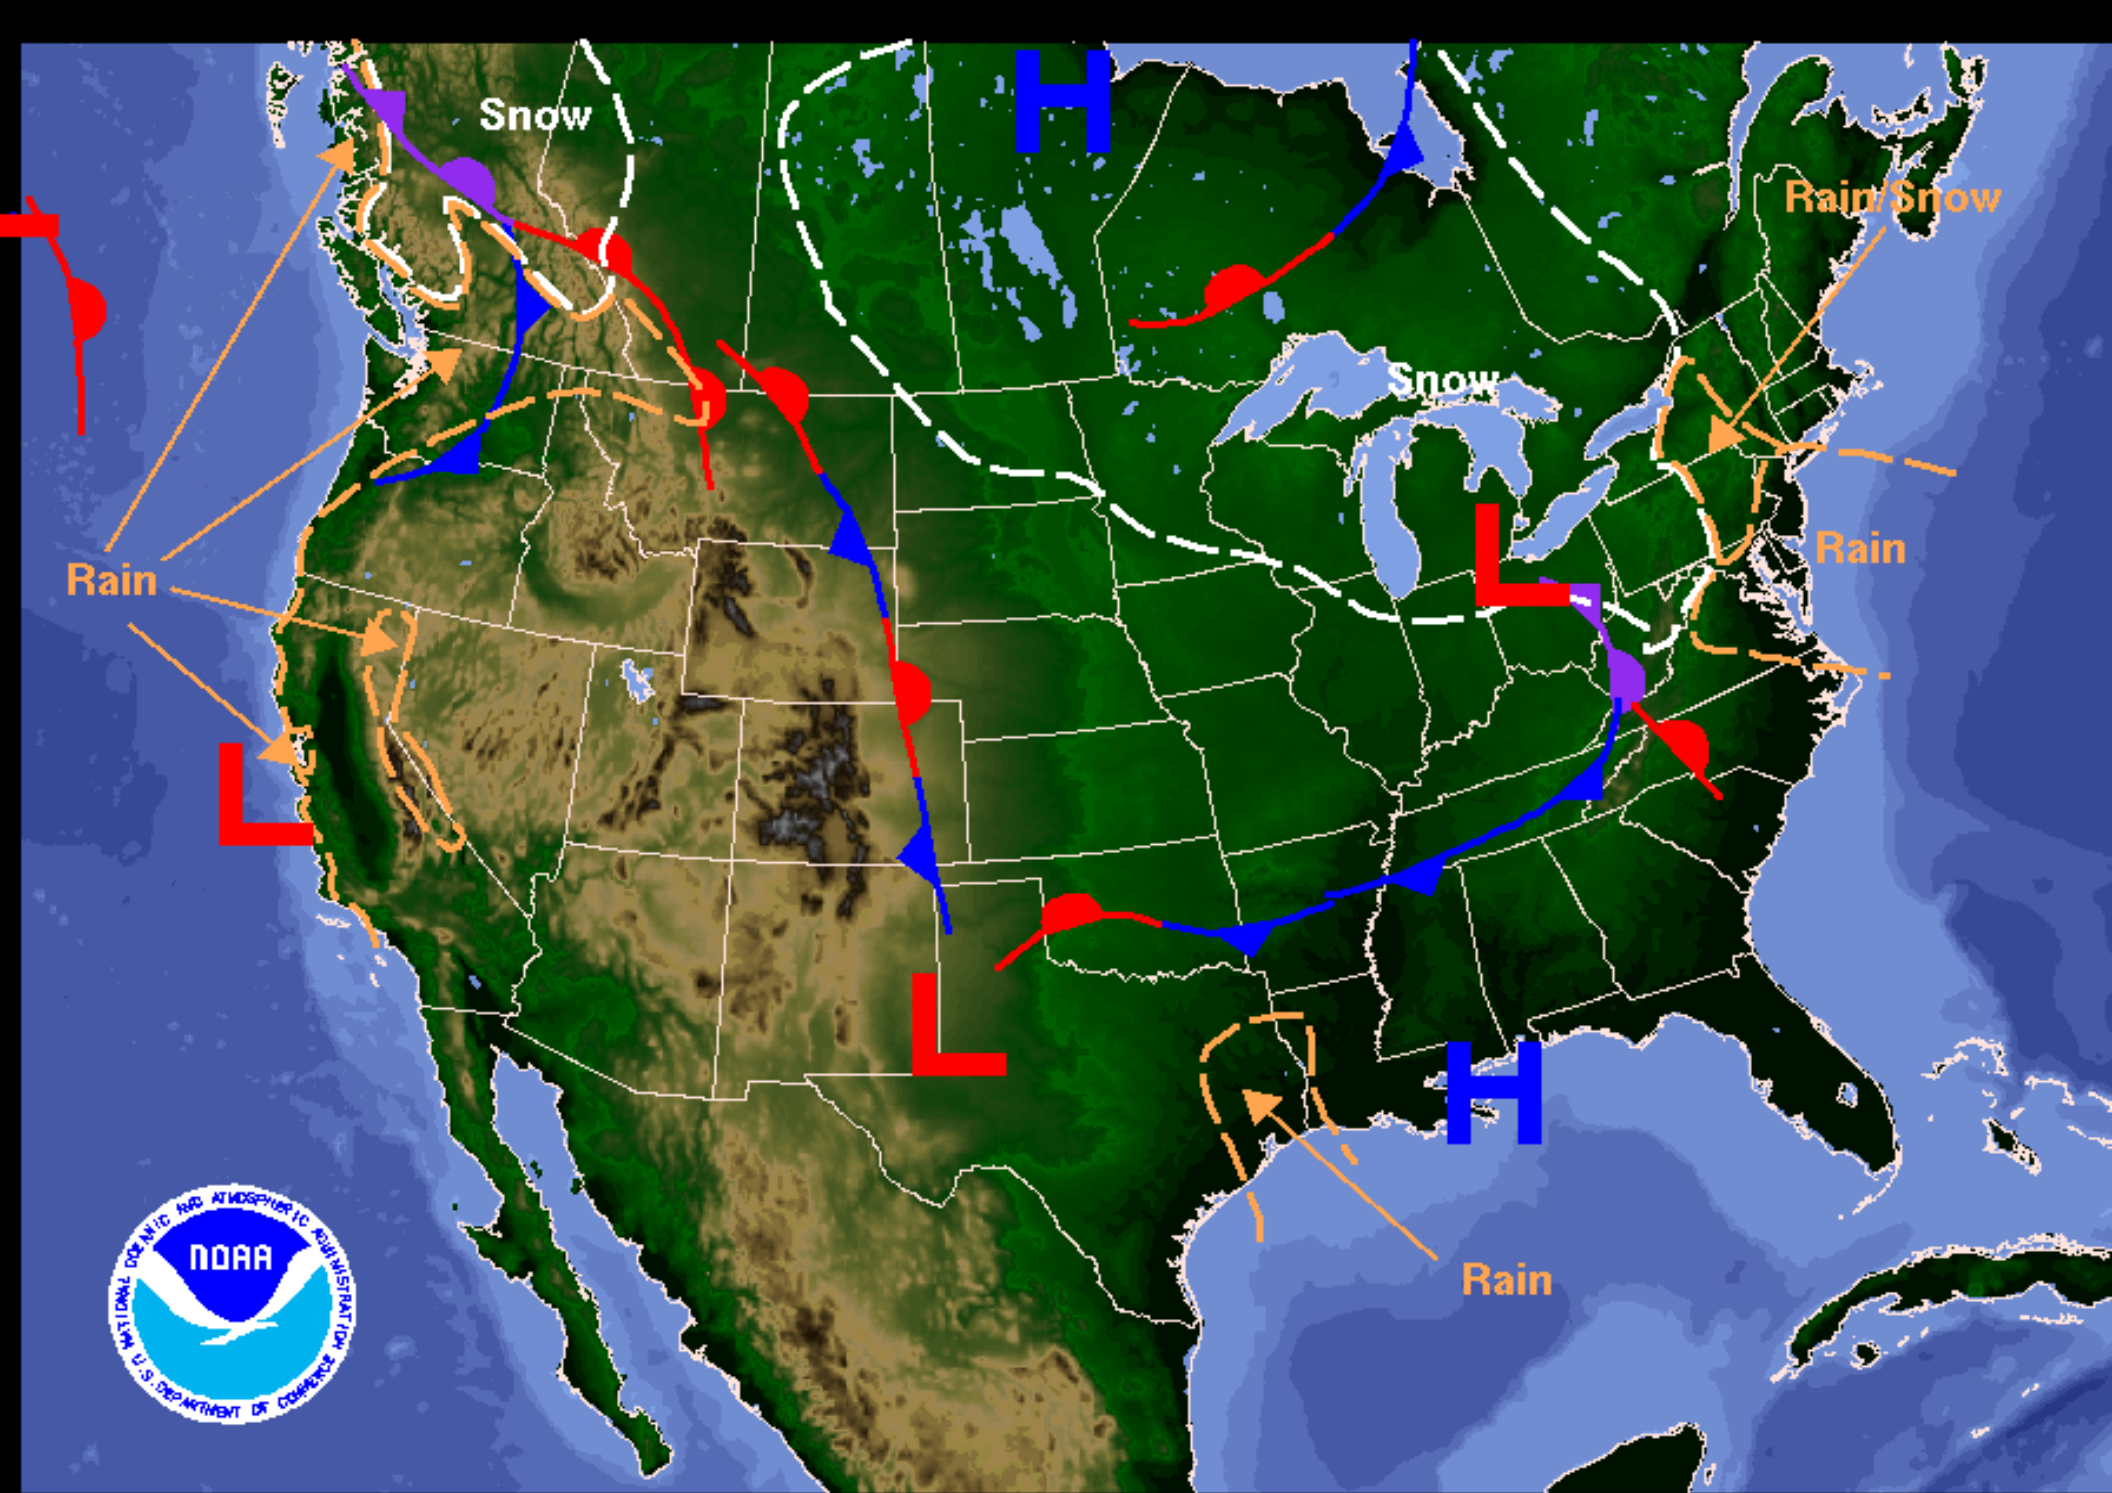 H
Snow
Rain/Snow
L
Snow
L
Rain
Rain
L
L
H
Rain
NATIONAL OCEANIC AND ATMOSPHERIC ADMINISTRATION
NOAA
U.S. DEPARTMENT OF COMMERCE